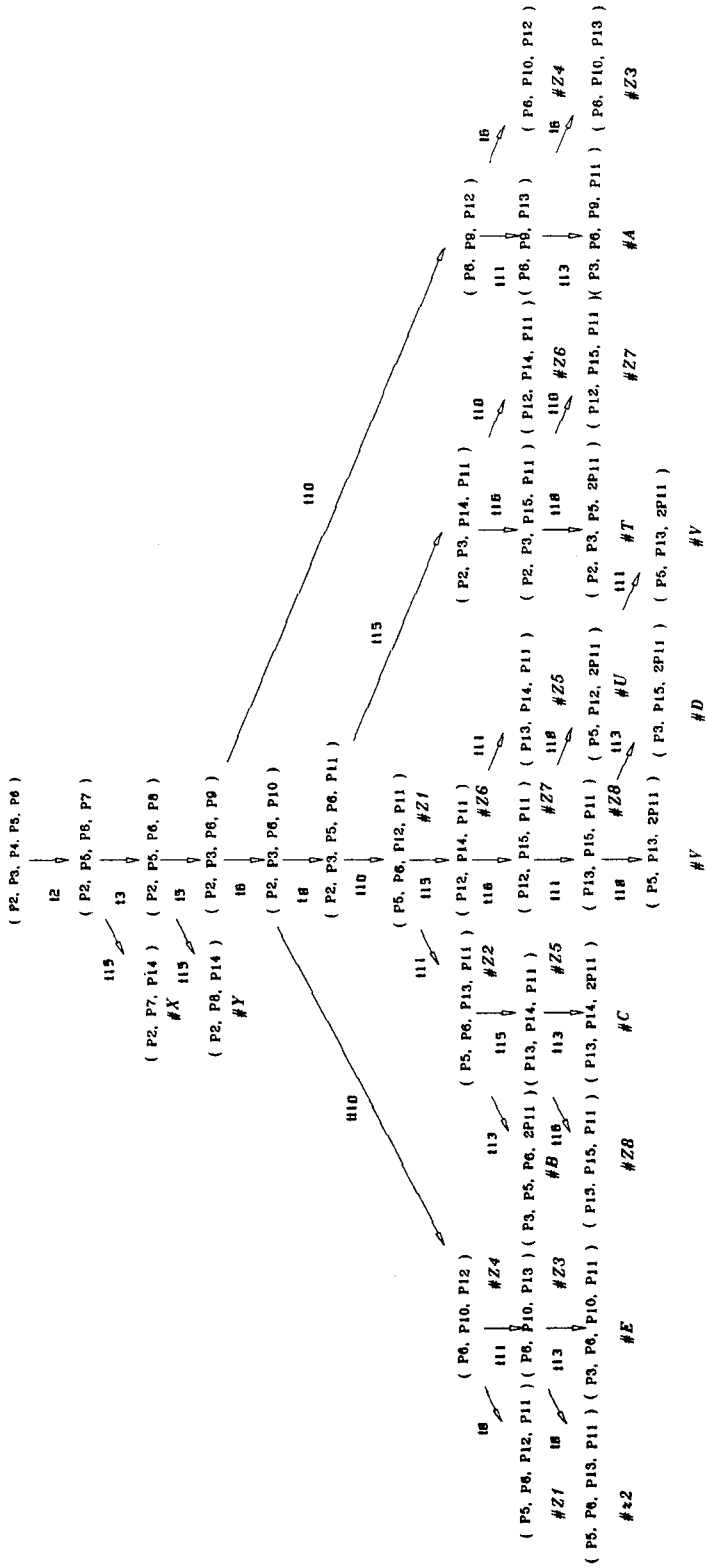 ( P2, P3, P4, P5, P6 )
t2
( P2, P5, P6, P7 )
t15 t3
( P2, P7, P14 ) ( P2, P5, P6, P8 )
#X t15 t5
( P2, P8, P14 ) ( P2, P3, P6, P9 )
#Y t6
( P2, P3, P6, P10 )
t8 t10
( P2, P3, P5, P6, P11 )
t10 t10 t15
( P5, P6, P12, P11 )
t11 t15 #Z1
( P6, P10, P12 ) ( P5, P6, P13, P11 ) ( P12, P14, P11 ) ( P2, P3, P14, P11 ) ( P6, P9, P12 )
t8 t11 #Z4 t13 t15 #Z2 t16 #Z6 t11 t16 t10 t11 t6
( P5, P6, P12, P11 ) ( P6, P10, P13 ) ( P3, P5, P6, 2P11 ) ( P13, P14, P11 ) ( P12, P15, P11 ) ( P13, P14, P11 ) ( P2, P3, P15, P11 ) ( P12, P14, P11 ) ( P6, P9, P13 ) ( P6, P10, P12 )
#Z1 t8 t13 #Z3 #B t16 t13 #Z5 t11 #Z7 t18 #Z5 t18 t10 #Z6 t13 t6 #Z4
( P5, P6, P13, P11 ) ( P3, P6, P10, P11 ) ( P13, P15, P11 ) ( P13, P14, 2P11 ) ( P13, P15, P11 ) ( P5, P12, 2P11 ) ( P2, P3, P5, 2P11 ) ( P12, P15, P11 ) ( P3, P6, P9, P11 ) ( P6, P10, P13 )
#z2 #E #Z8 #C t18 #Z8 t13 #U t11 #T #Z7 #A #Z3
( P5, P13, 2P11 ) ( P3, P15, 2P11 ) ( P5, P13, 2P11 )
#V #D #V